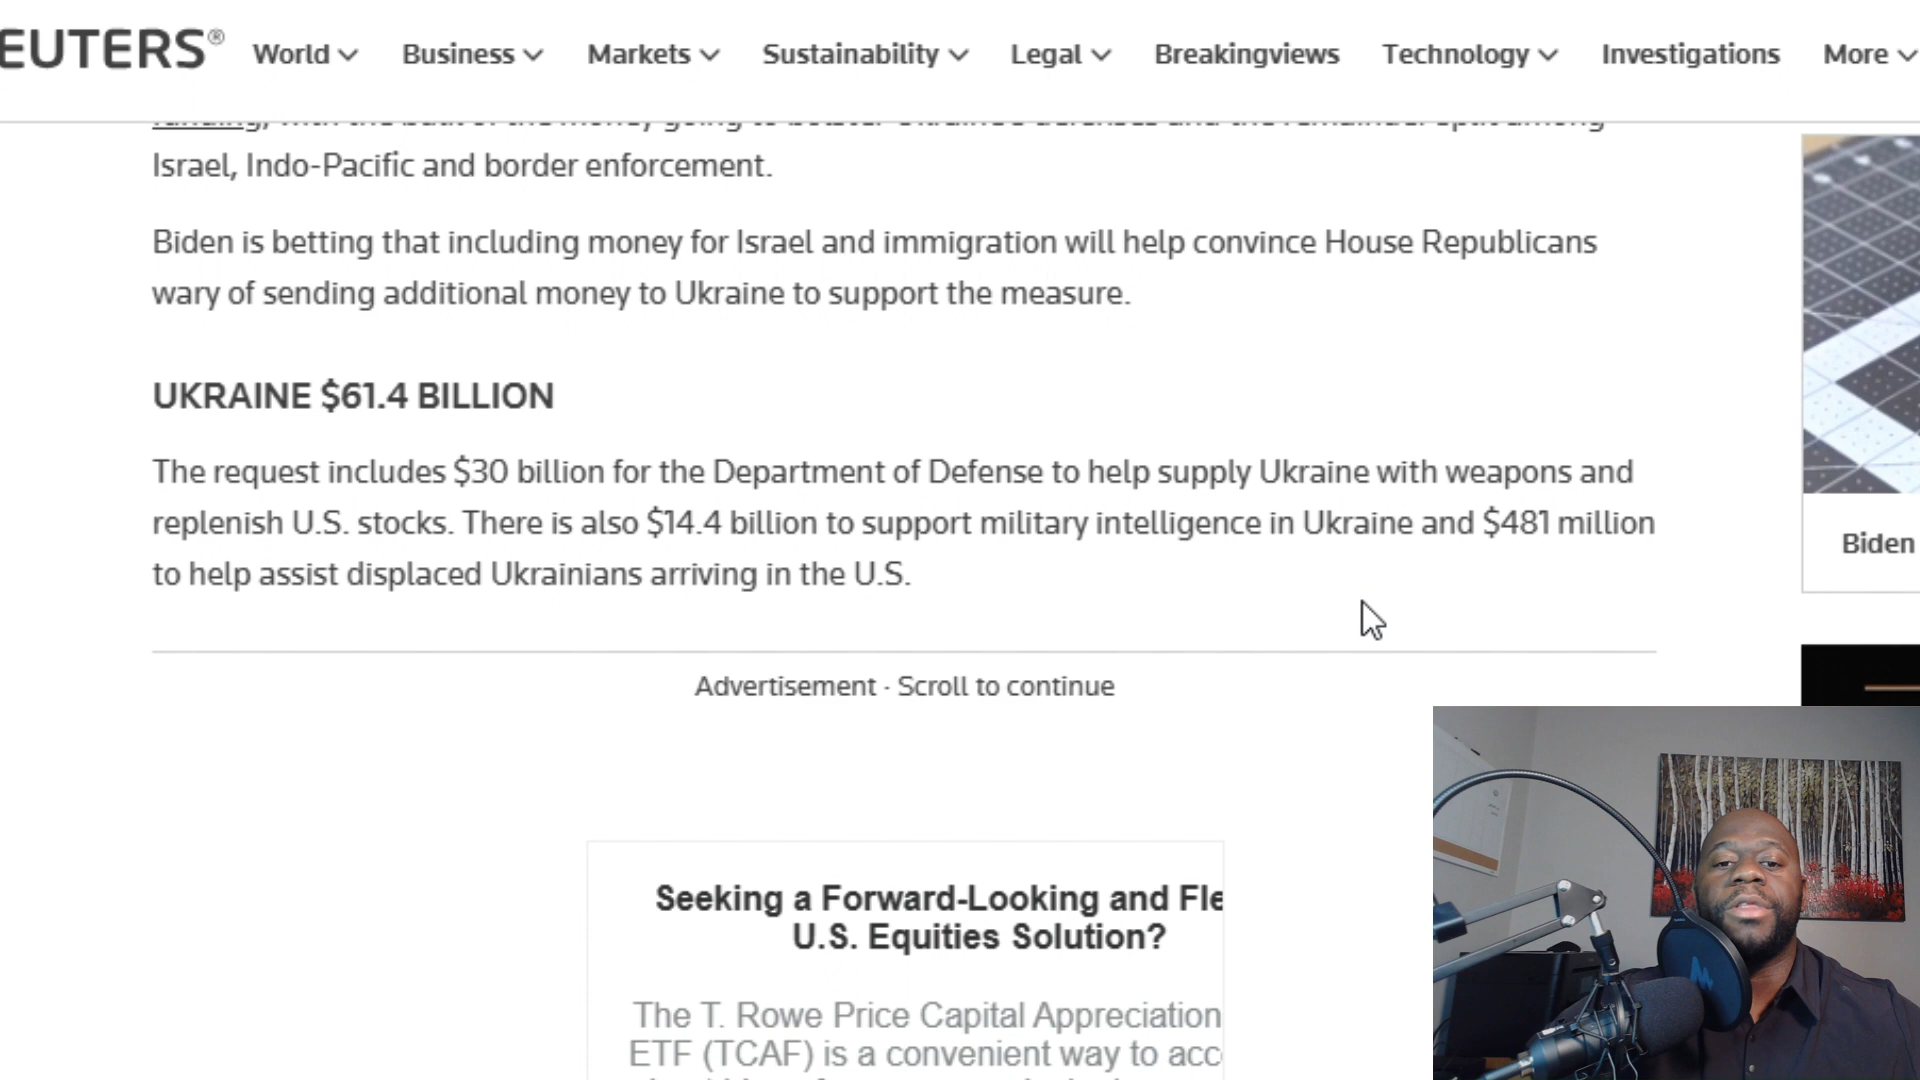 EUTERS®
World
Business
Markets
Sustainability
Legal
Breakingviews
Technology
Investigations
More
Israel, Indo-Pacific and border enforcement.
Biden is betting that including money for Israel and immigration will help convince House Republicans
wary of sending additional money to Ukraine to support the measure.
UKRAINE $61.4 BILLION
The request includes $30 billion for the Department of Defense to help supply Ukraine with weapons and
replenish U.S. stocks. There is also $14.4 billion to support military intelligence in Ukraine and $481 million
to help assist displaced Ukrainians arriving in the U.S.
Biden
Advertisement · Scroll to continue
Seeking a Forward-Looking and Fle
U.S. Equities Solution?
The T. Rowe Price Capital Appreciation
ETF (TCAF) is a convenient way to acc